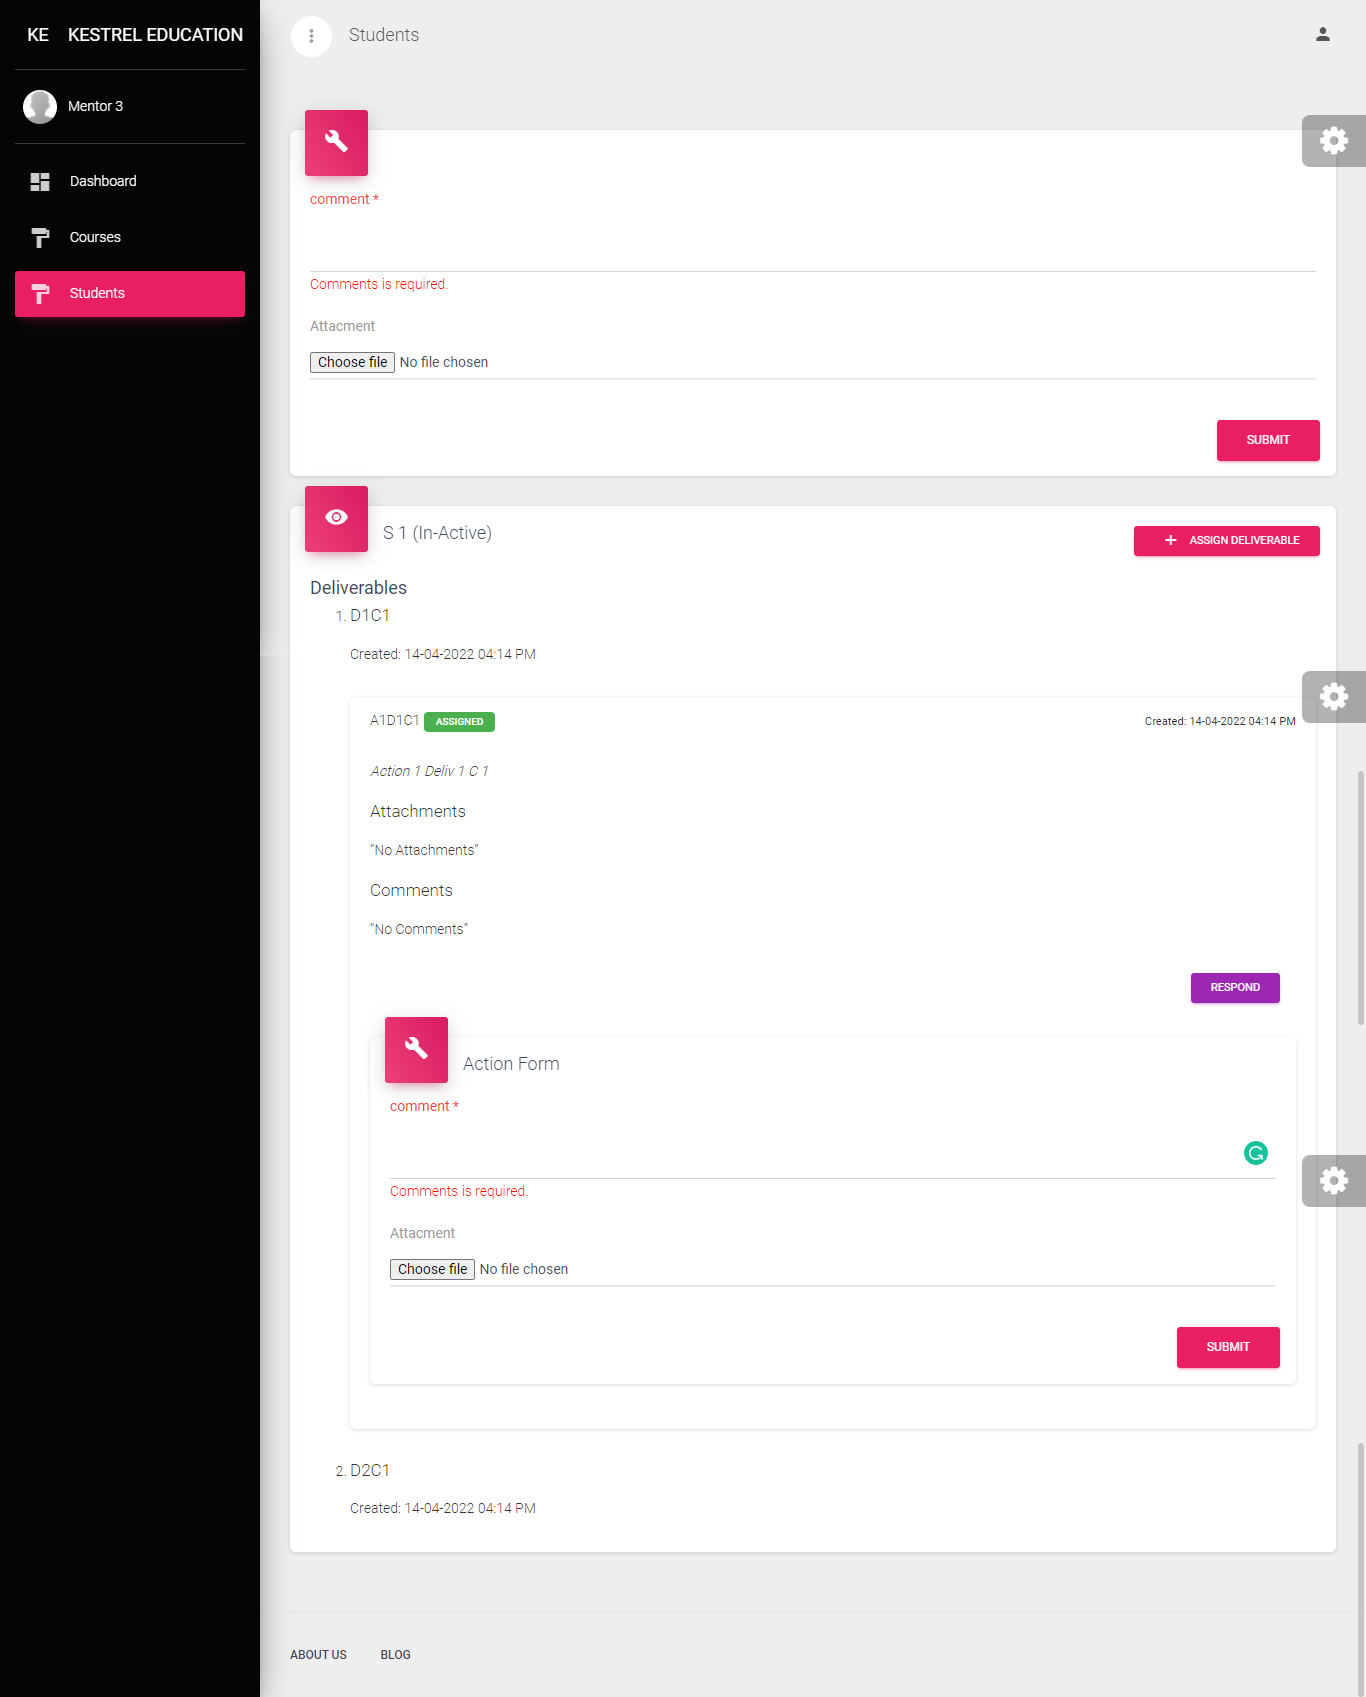 KE KESTREL EDUCATION
Mentor 3
Dashboard
Courses
Students
Students
comment *
Comments is required.
Attacment
Choose file No file chosen
SUBMIT
S 1 (In-Active)
+ ASSIGN DELIVERABLE
Deliverables
1. D1C1
Created: 14-04-2022 04:14 PM
A1D1C1 ASSIGNED
Created: 14-04-2022 04:14 PM
Action 1 Deliv 1 C 1
Attachments
"No Attachments"
Comments
"No Comments"
RESPOND
Action Form
comment *
Comments is required.
Attacment
Choose file No file chosen
SUBMIT
2. D2C1
Created: 14-04-2022 04:14 PM
ABOUT US BLOG